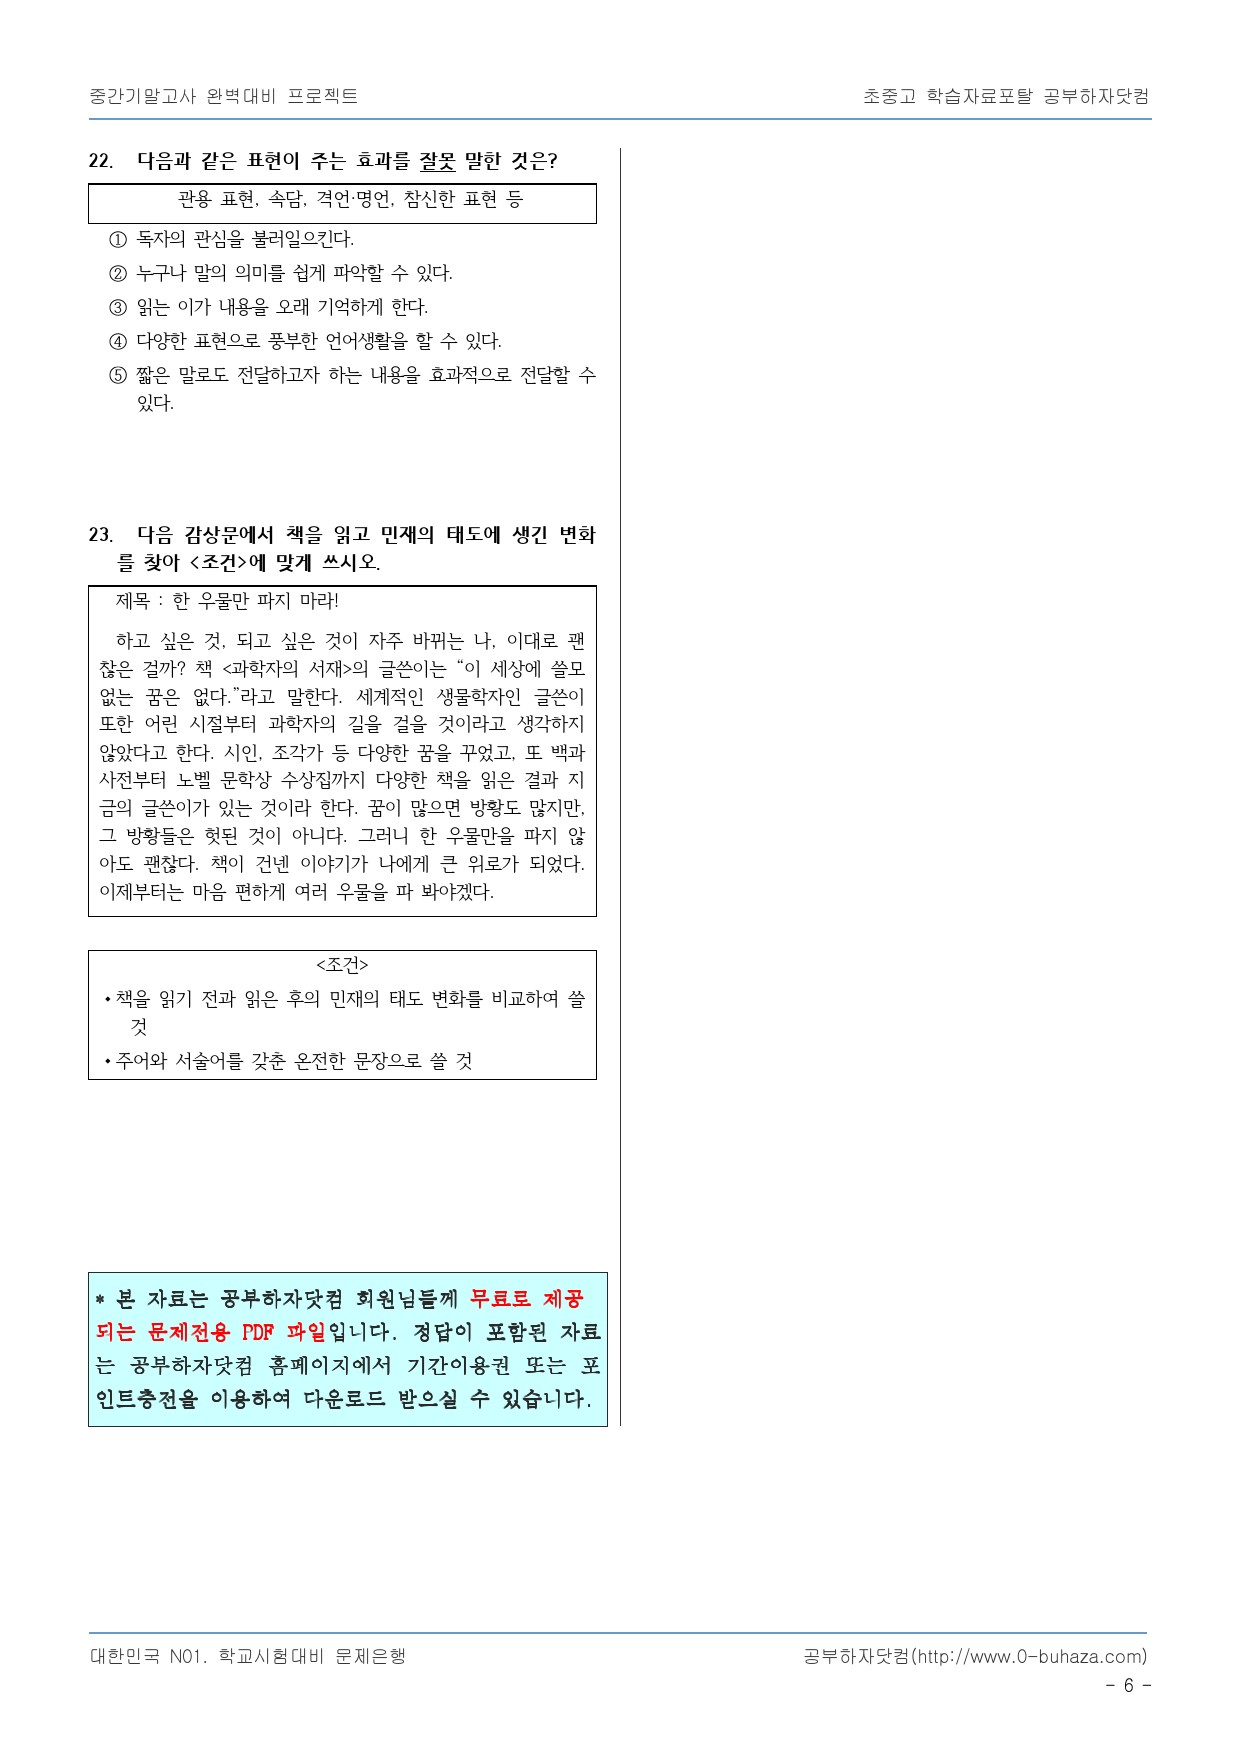 중간기말고사 완벽대비 프로젝트
초중고 학습자료포탈 공부하자닷컴
22. 다음과 같은 표현이 주는 효과를 잘못 말한 것은?
관용 표현, 속담, 격언·명언, 참신한 표현 등
① 독자의 관심을 불러일으킨다.
② 누구나 말의 의미를 쉽게 파악할 수 있다.
③ 읽는 이가 내용을 오래 기억하게 한다.
④ 다양한 표현으로 풍부한 언어생활을 할 수 있다.
⑤ 짧은 말로도 전달하고자 하는 내용을 효과적으로 전달할 수
있다.
23. 다음 감상문에서 책을 읽고 민재의 태도에 생긴 변화
를 찾아 <조건>에 맞게 쓰시오.
제목 : 한 우물만 파지 마라!
하고 싶은 것, 되고 싶은 것이 자주 바뀌는 나, 이대로 괜
찮은 걸까? 책 <과학자의 서재>의 글쓴이는 “이 세상에 쓸모
없는 꿈은 없다.”라고 말한다. 세계적인 생물학자인 글쓴이
또한 어린 시절부터 과학자의 길을 걸을 것이라고 생각하지
않았다고 한다. 시인, 조각가 등 다양한 꿈을 꾸었고, 또 백과
사전부터 노벨 문학상 수상집까지 다양한 책을 읽은 결과 지
금의 글쓴이가 있는 것이라 한다. 꿈이 많으면 방황도 많지만,
그 방황들은 헛된 것이 아니다. 그러니 한 우물만을 파지 않
아도 괜찮다. 책이 건넨 이야기가 나에게 큰 위로가 되었다.
이제부터는 마음 편하게 여러 우물을 파 봐야겠다.
<조건>
•책을 읽기 전과 읽은 후의 민재의 태도 변화를 비교하여 쓸
것
•주어와 서술어를 갖춘 온전한 문장으로 쓸 것
* 본 자료는 공부하자닷컴 회원님들께 무료로 제공
되는 문제전용 PDF 파일입니다. 정답이 포함된 자료
는 공부하자닷컴 홈페이지에서 기간이용권 또는 포
인트충전을 이용하여 다운로드 받으실 수 있습니다.
대한민국 N01. 학교시험대비 문제은행
공부하자닷컴(http://www.0-buhaza.com)
- 6 -